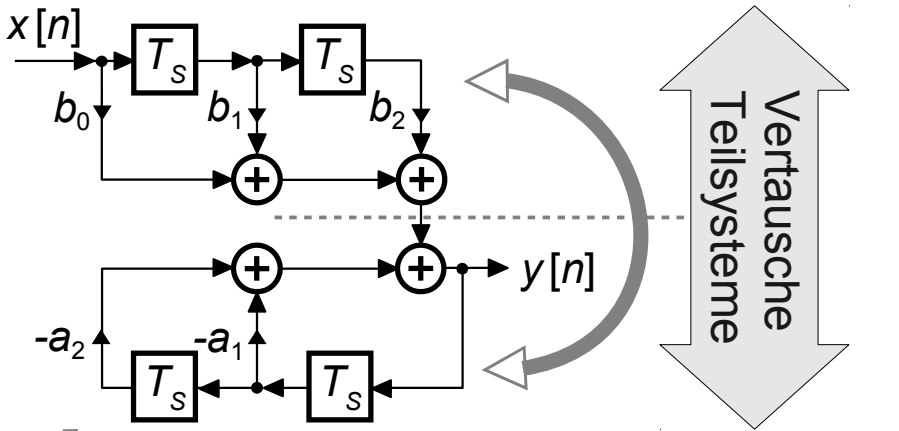 x[n]
T_S
T_S
b_0
b_1
b_2
+
+
+
+
y[n]
-a_2
-a_1
T_S
T_S
Vertausche
Teilsysteme